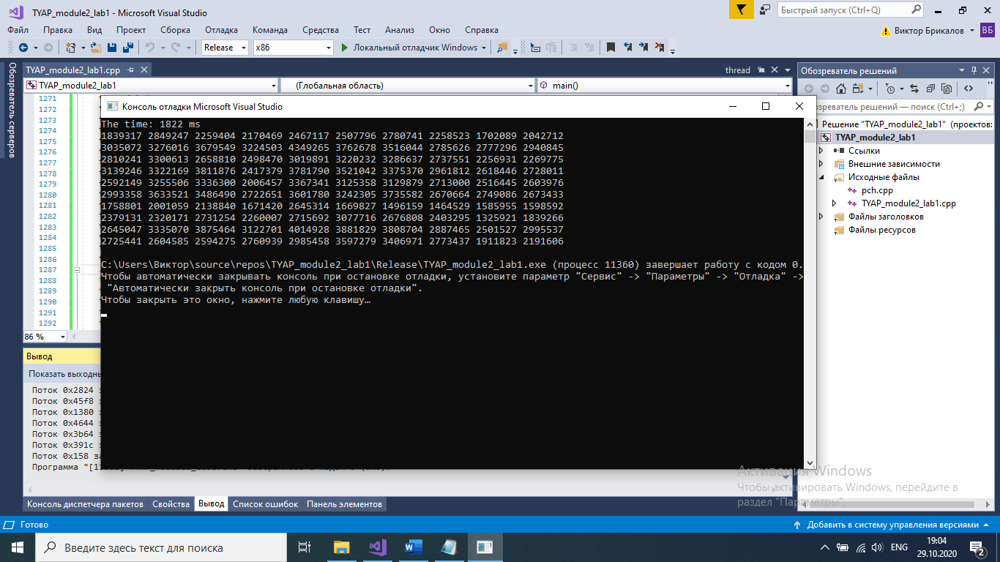 TYAP_module2_lab1 - Microsoft Visual Studio
Быстрый запуск (Ctrl+Q)
Файл Правка Вид Проект Сборка Отладка Команда Средства Тест Анализ Окно Справка
Виктор Брикалов ВБ
Release x86 Локальный отладчик Windows
Обозреватель серверов
TYAP_module2_lab1.cpp
thread
TYAP_module2_lab1 (Глобальная область) main()
1271
1272
1273
1274
1275
1276
1277
1278
1279
1280
1281
1282
1283
1284
1285
1286
1287
1288
1289
1290
1291
1292
86 %
Консоль отладки Microsoft Visual Studio
The time: 1822 ms
1839317 2849247 2259404 2170469 2467117 2507796 2780741 2258523 1702089 2042712
3035072 3276016 3679549 3224503 4349265 3762678 3516044 2785626 2777296 2940845
2810241 3300613 2658810 2498470 3019891 3220232 3286637 2737551 2256931 2269775
3139246 3322169 3811876 2417379 3781790 3521042 3375370 2961812 2618446 2728011
2592149 3255506 3336300 2006457 3367341 3125358 3129879 2713000 2516445 2603976
2993358 3633521 3486490 2722651 3601780 3242305 3735582 2670664 2749086 2673433
1758801 2001059 2138840 1671420 2645314 1669827 1496159 1464529 1585955 1598592
2379131 2320171 2731254 2260007 2715692 3077716 2676808 2403295 1325921 1839266
2645047 3335070 3875464 3122701 4014928 3881829 3808704 2887465 2501527 2995537
2725441 2604585 2594275 2760939 2985458 3597279 3406971 2773437 1911823 2191606
C:\Users\Виктор\source\repos\TYAP_module2_lab1\Release\TYAP_module2_lab1.exe (процесс 11360) завершает работу с кодом 0.
Чтобы автоматически закрывать консоль при остановке отладки, установите параметр "Сервис" -> "Параметры" -> "Отладка" ->
"Автоматически закрыть консоль при остановке отладки".
Чтобы закрыть это окно, нажмите любую клавишу…
Обозреватель решений
Обозреватель решений — поиск (Ctrl+;)
Решение "TYAP_module2_lab1" (проектов:
TYAP_module2_lab1
Ссылки
Внешние зависимости
Исходные файлы
pch.cpp
TYAP_module2_lab1.cpp
Файлы заголовков
Файлы ресурсов
Вывод
Показать выходны
Поток 0x2824 з
Поток 0x45f8 з
Поток 0x1380 з
Поток 0x4644 з
Поток 0x3b64 з
Поток 0x391c з
Поток 0x158 за
Программа "[
Активация Windows
Чтобы активировать Windows, перейдите в
раздел "Параметры".
Консоль диспетчера пакетов Свойства Вывод Список ошибок Панель элементов
Готово
Добавить в систему управления версиями
Введите здесь текст для поиска
ENG
19:04
29.10.2020
2